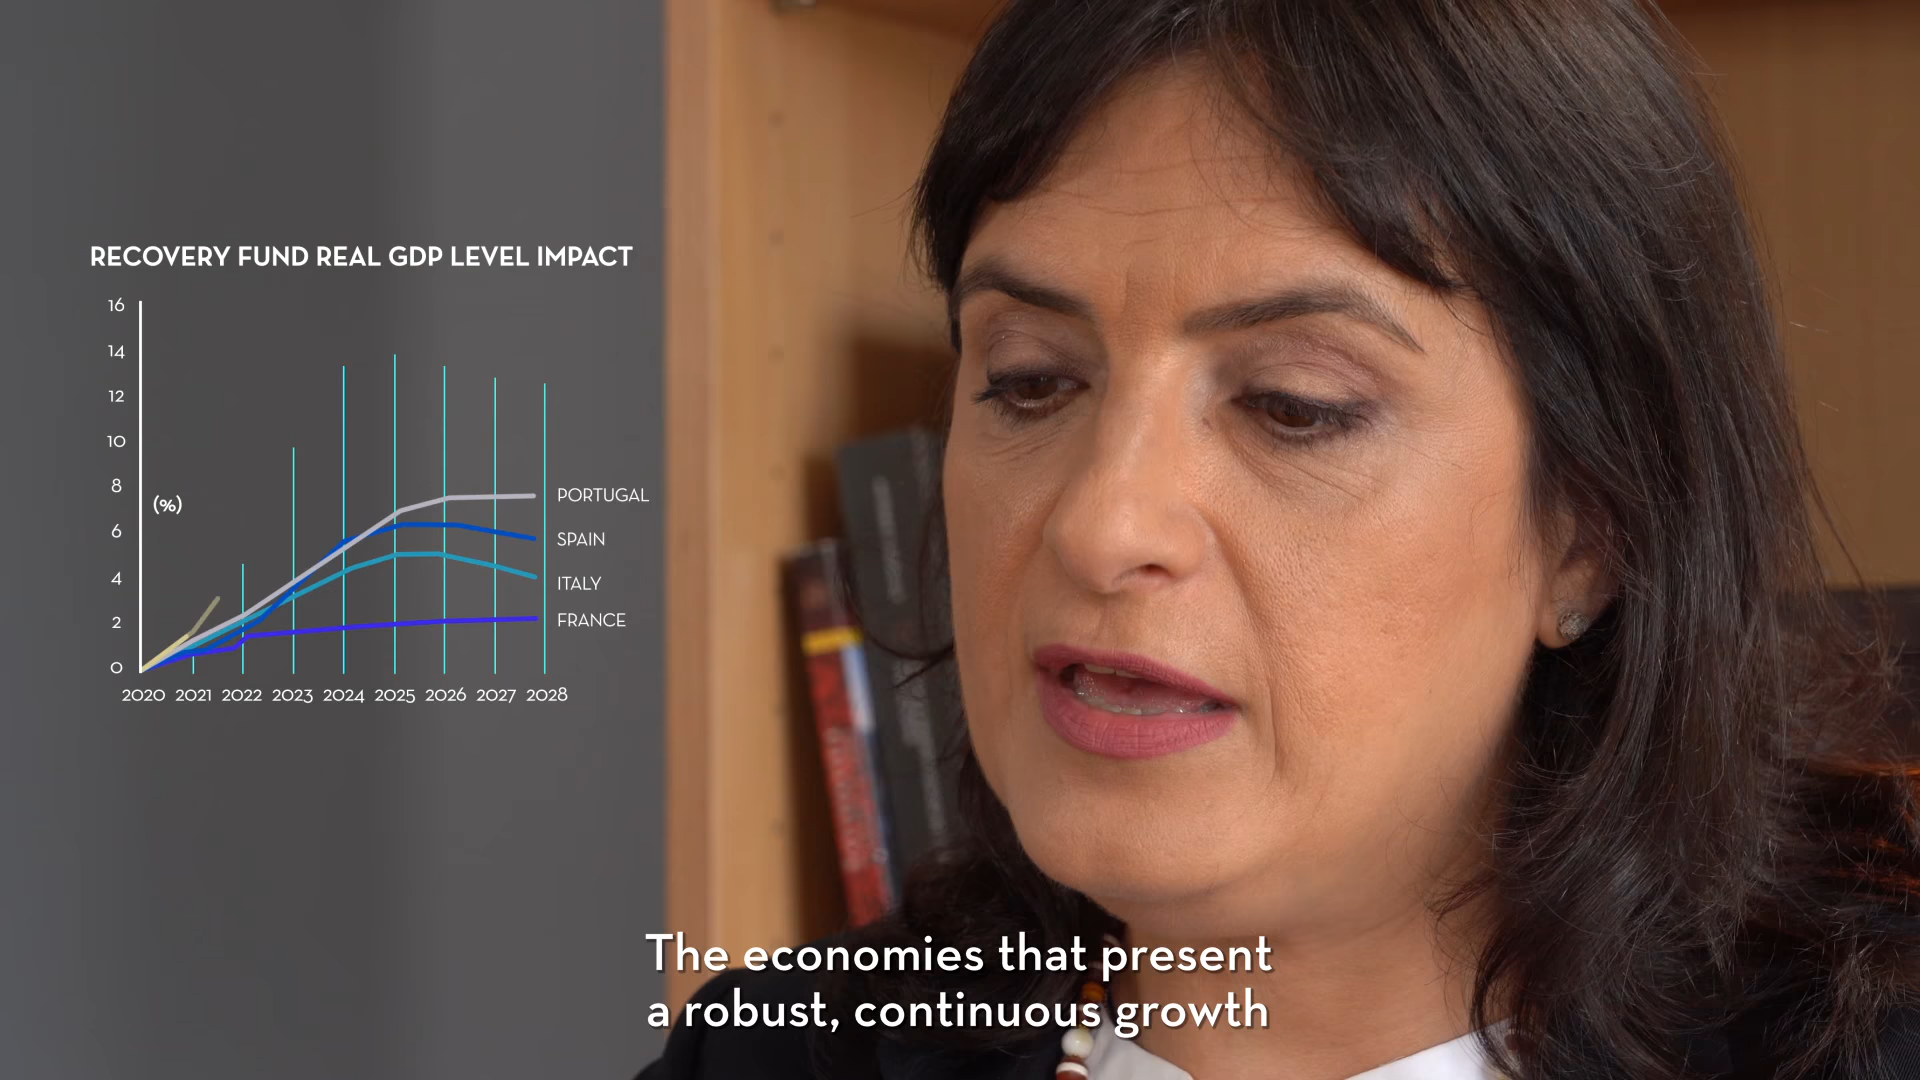 RECOVERY FUND REAL GDP LEVEL IMPACT
16
14
12
10
8
(%)
6
4
2
0
PORTUGAL
SPAIN
ITALY
FRANCE
2020 2021 2022 2023 2024 2025 2026 2027 2028
The economies that present
a robust, continuous growth